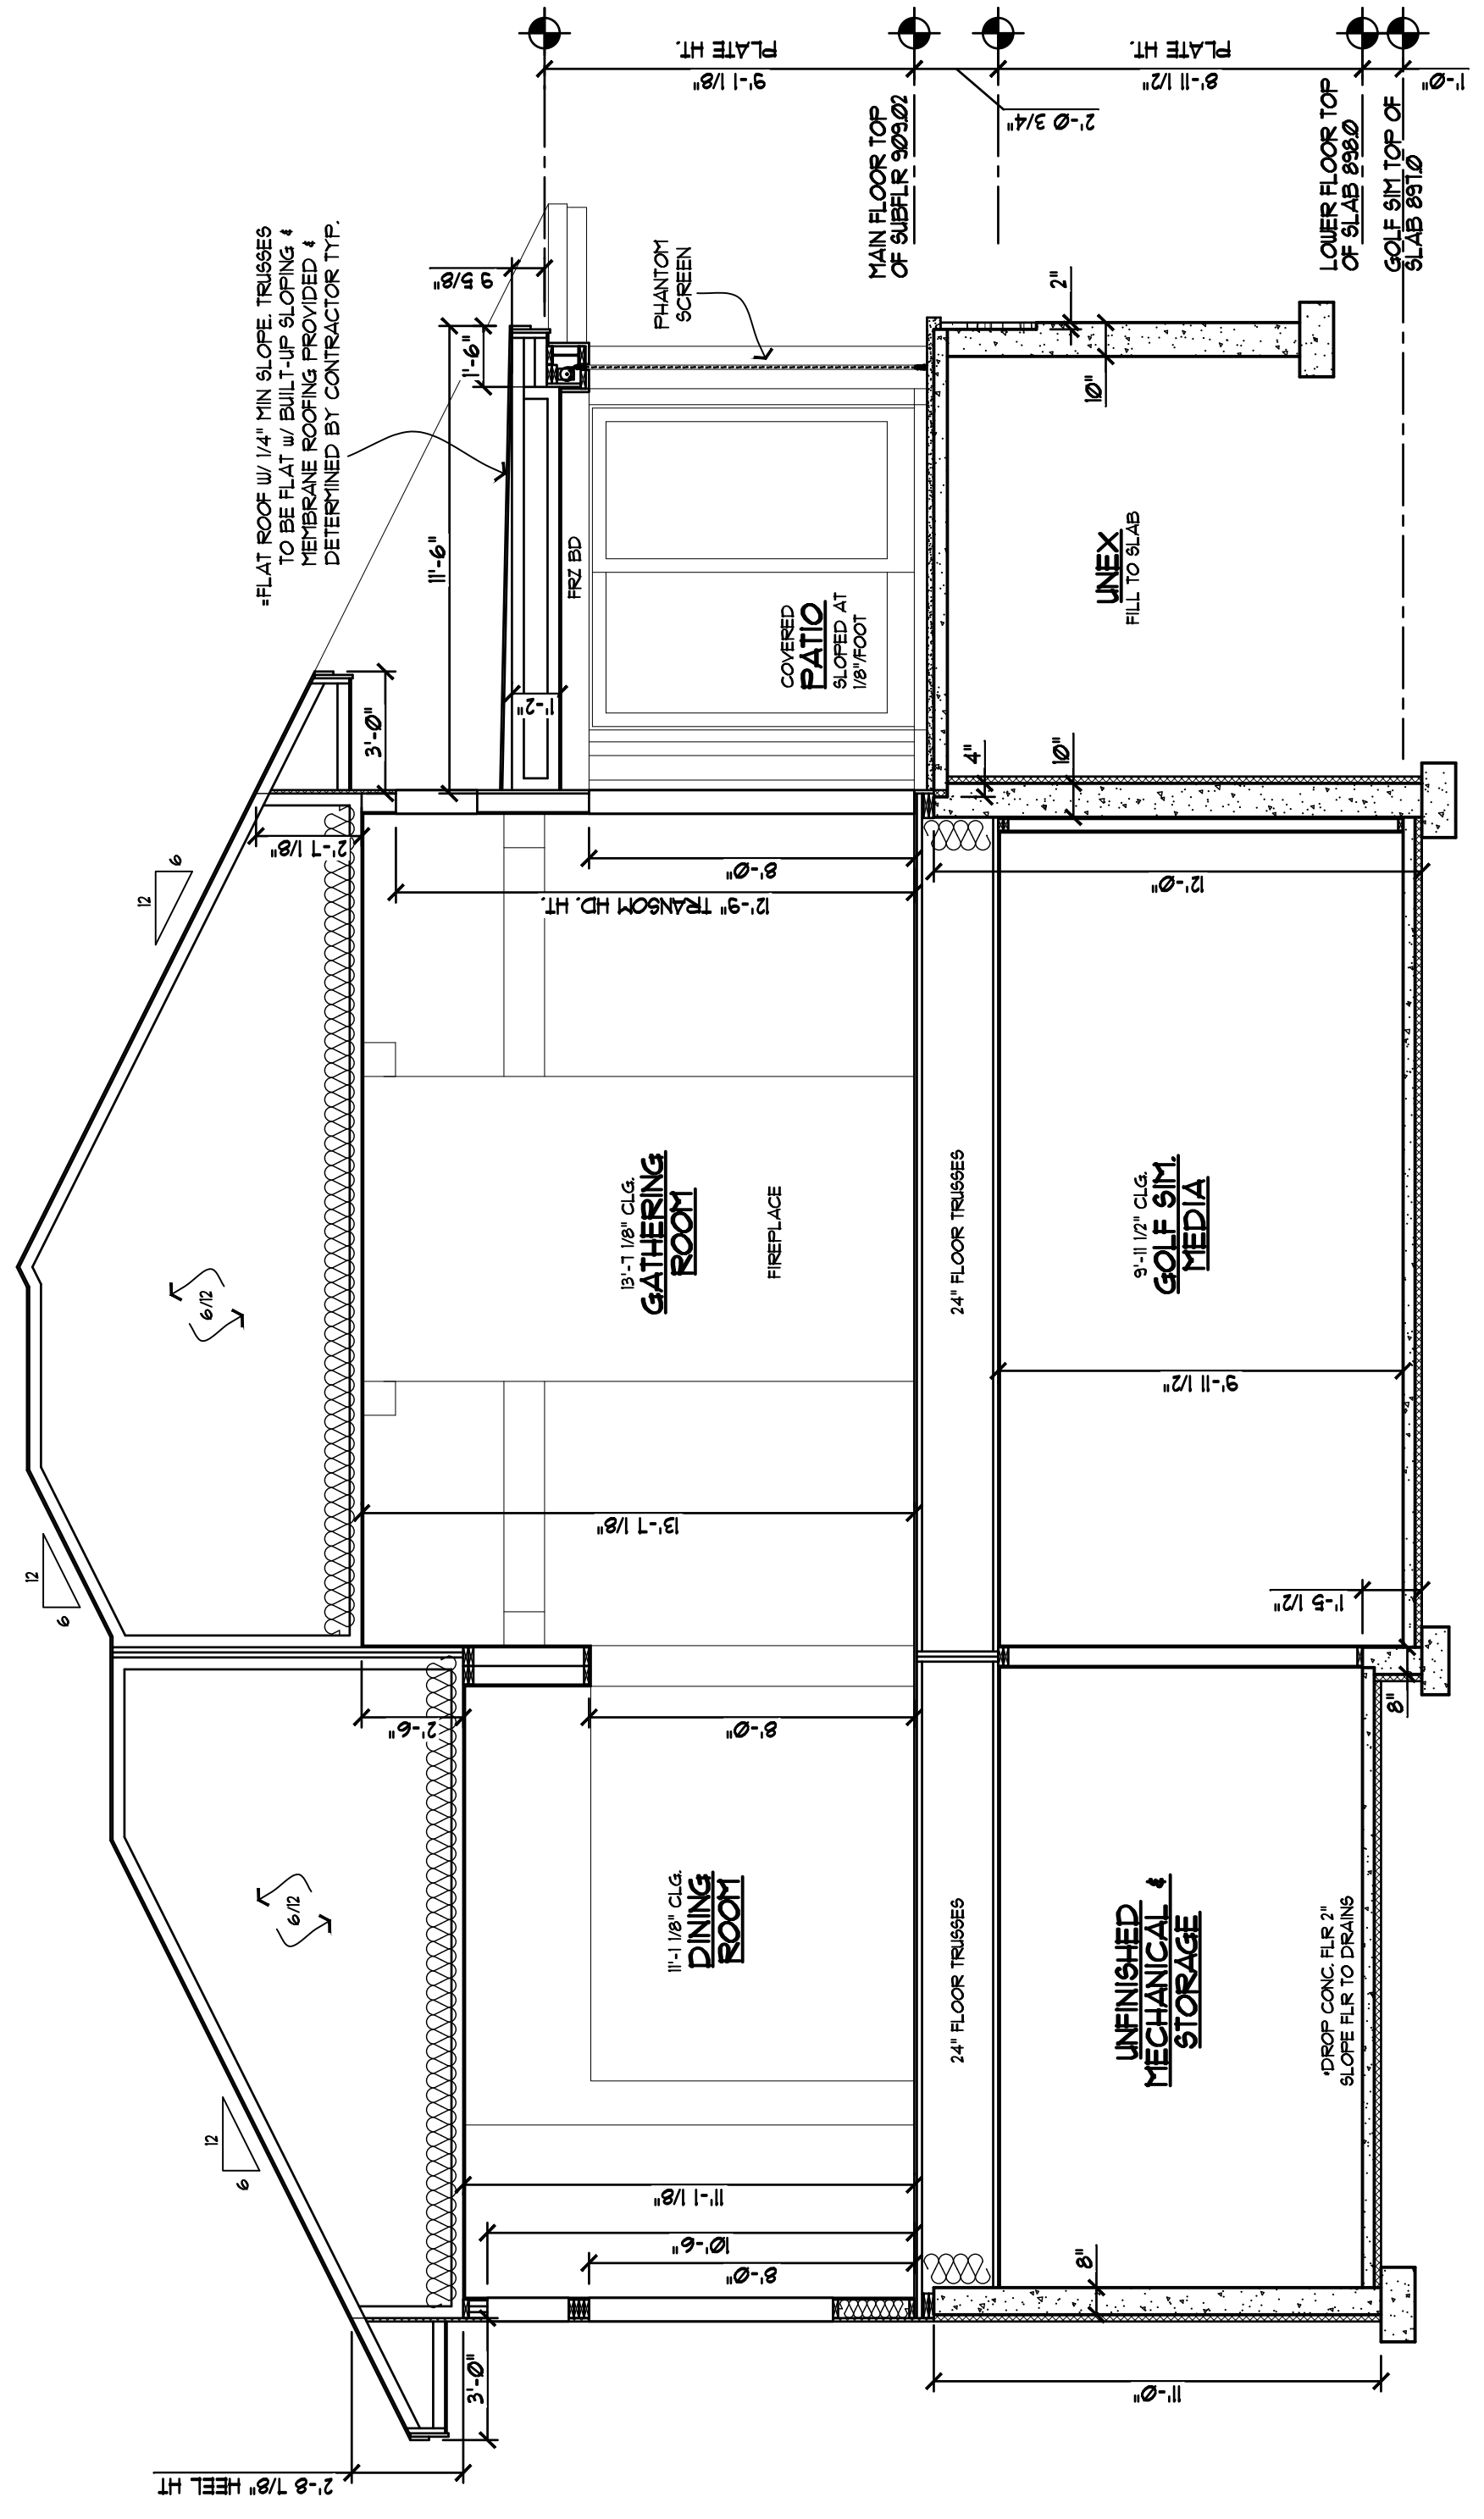 2'-8 7/8" HEEL HT
3'-0"
12
6
6/12
12
6
6/12
12
6
2'-7 1/8"
3'-0"
=FLAT ROOF W/ 1/4" MIN SLOPE. TRUSSES
TO BE FLAT w/ BUILT-UP SLOPING &
MEMBRANE ROOFING PROVIDED &
DETERMINED BY CONTRACTOR TYP.
11'-6"
1'-6"
9 5/8"
1'-2"
FRZ BD
PHANTOM
SCREEN
COVERED
PATIO
SLOPED AT
1/8"/FOOT
9'-1 1/8"
PLATE HT.
MAIN FLOOR TOP
OF SUBFLR 909.02
2'-0 3/4"
8'-11 1/2"
PLATE HT.
LOWER FLOOR TOP
OF SLAB 898.0
GOLF SIM TOP OF
SLAB 897.0
1'-0"
2'-6"
8'-0"
11'-1 1/8" CLG.
DINING
ROOM
11'-1 1/8"
10'-6"
8'-0"
13'-7 1/8" CLG.
GATHERING
ROOM
FIREPLACE
13'-7 1/8"
12'-9" TRANSOM HD. HT.
8'-0"
24" FLOOR TRUSSES
24" FLOOR TRUSSES
11'-0"
8"
UNFINISHED
MECHANICAL &
STORAGE
*DROP CONC. FLR 2"
SLOPE FLR TO DRAINS
8"
1'-5 1/2"
9'-11 1/2" CLG.
GOLF SIM.
MEDIA
9'-11 1/2"
12'-0"
4"
10"
UNEX
FILL TO SLAB
10"
2"